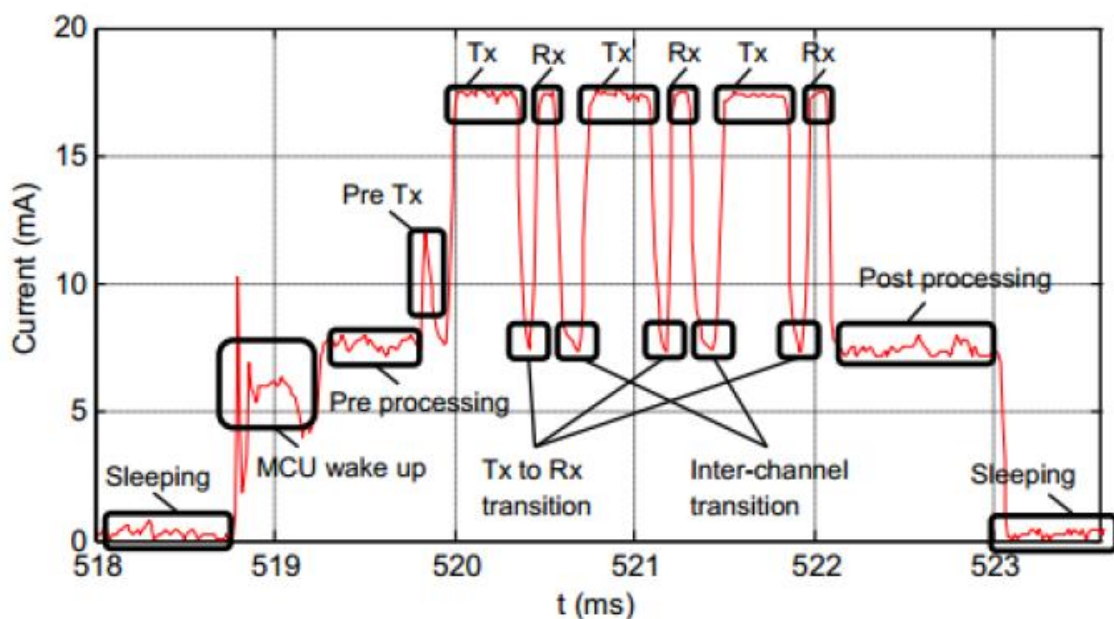 20
Tx
Rx
Tx
Rx
Tx
Rx
15
Pre Tx
Current (mA)
10
Post processing
5
Pre processing
MCU wake up
Sleeping
Tx to Rx
transition
Inter-channel
transition
Sleeping
0
518
519
520
521
522
523
t (ms)